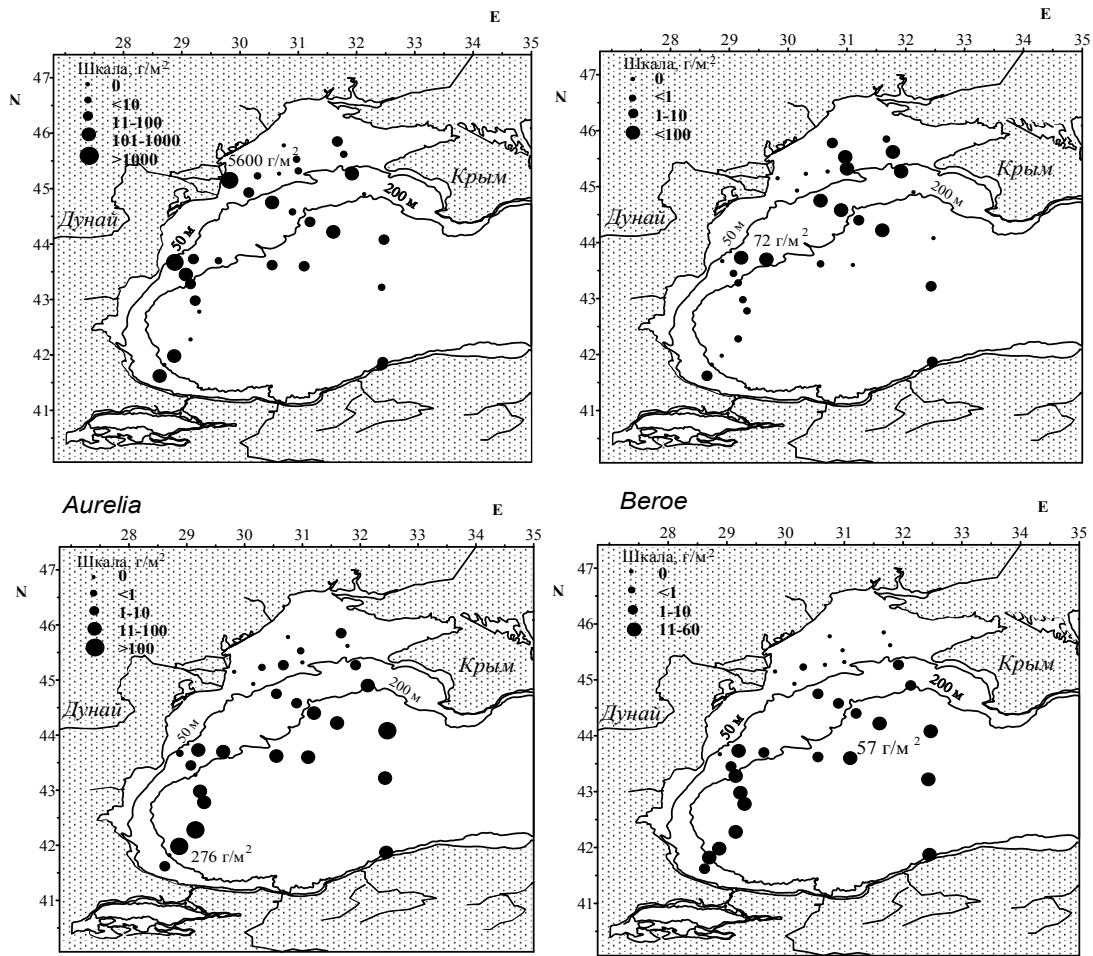 E
28 29 30 31 32 33 34 35
47
46
45
44
43
42
41
N
Шкала, г/м²
0
<10
11-100
101-1000
>1000
5600 г/м²
Крым
Дунай
50 м
200 м
E
28 29 30 31 32 33 34 35
47
46
45
44
43
42
41
N
Шкала, г/м²
0
<1
1-10
<100
72 г/м²
Крым
Дунай
50 м
200 м
Aurelia
E
28 29 30 31 32 33 34 35
47
46
45
44
43
42
41
N
Шкала, г/м²
0
<1
1-10
11-100
>100
Крым
Дунай
50 м
200 м
276 г/м²
Beroe
E
28 29 30 31 32 33 34 35
47
46
45
44
43
42
41
N
Шкала, г/м²
0
<1
1-10
11-60
Крым
Дунай
50 м
200 м
57 г/м²